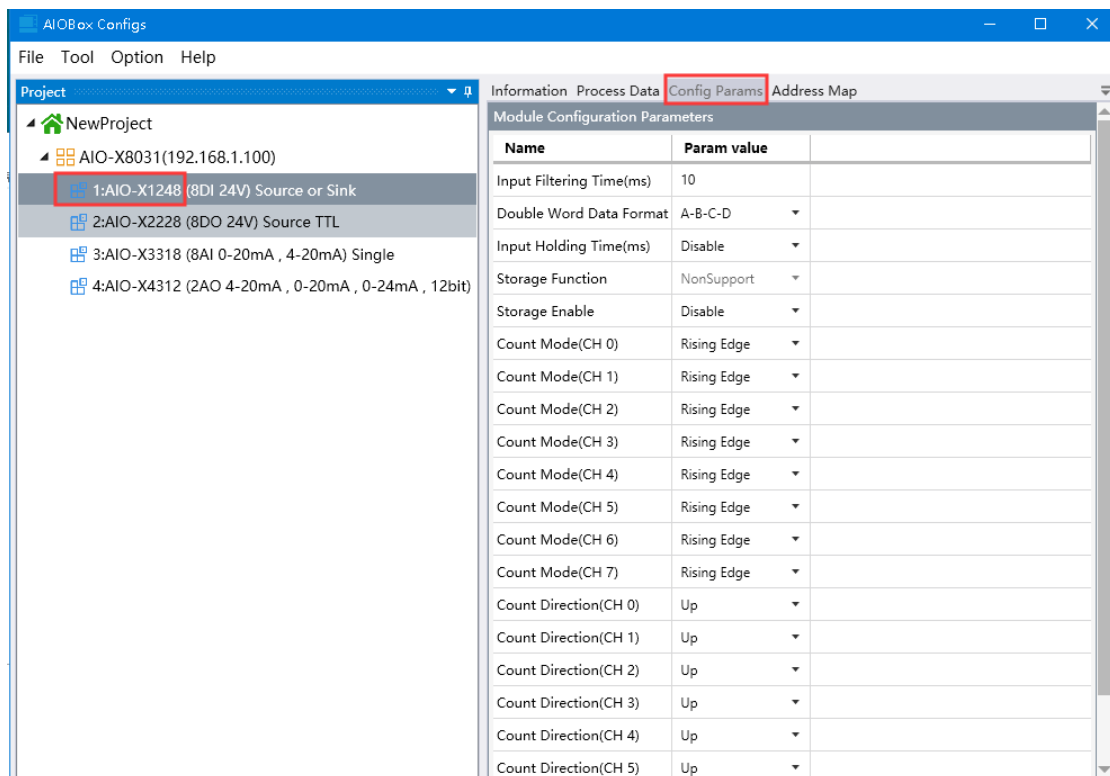 AIOBox Configs
File Tool Option Help
Project
NewProject
AIO-X8031(192.168.1.100)
1:AIO-X1248 (8DI 24V) Source or Sink
2:AIO-X2228 (8DO 24V) Source TTL
3:AIO-X3318 (8AI 0-20mA , 4-20mA) Single
4:AIO-X4312 (2AO 4-20mA , 0-20mA , 0-24mA , 12bit)
Information Process Data Config Params Address Map
Module Configuration Parameters
Name Param value
Input Filtering Time(ms) 10
Double Word Data Format A-B-C-D
Input Holding Time(ms) Disable
Storage Function NonSupport
Storage Enable Disable
Count Mode(CH 0) Rising Edge
Count Mode(CH 1) Rising Edge
Count Mode(CH 2) Rising Edge
Count Mode(CH 3) Rising Edge
Count Mode(CH 4) Rising Edge
Count Mode(CH 5) Rising Edge
Count Mode(CH 6) Rising Edge
Count Mode(CH 7) Rising Edge
Count Direction(CH 0) Up
Count Direction(CH 1) Up
Count Direction(CH 2) Up
Count Direction(CH 3) Up
Count Direction(CH 4) Up
Count Direction(CH 5) Up